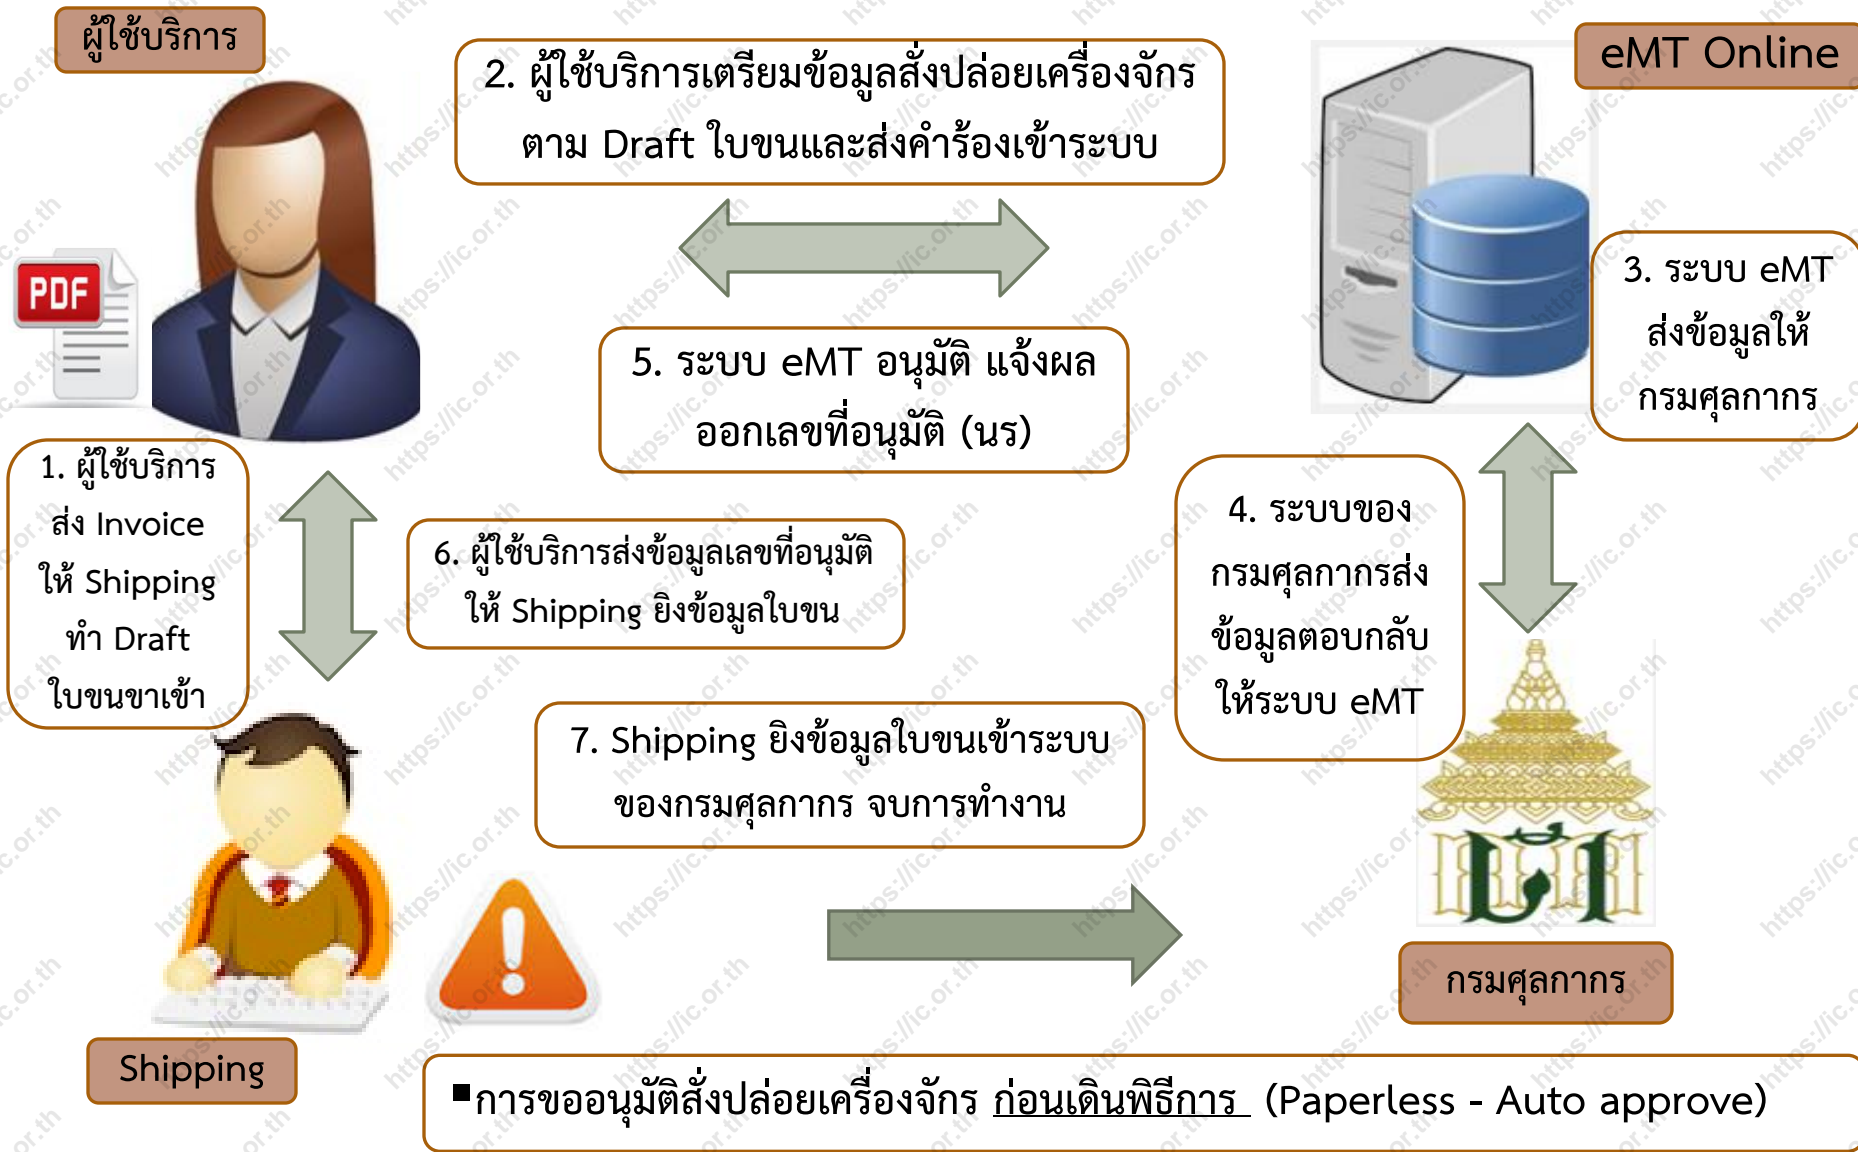 ผู้ใช้บริการ
eMT Online
2. ผู้ใช้บริการเตรียมข้อมูลสั่งปล่อยเครื่องจักร
ตาม Draft ใบขนและส่งคำร้องเข้าระบบ
PDF
3. ระบบ eMT
ส่งข้อมูลให้
กรมศุลกากร
5. ระบบ eMT อนุมัติ แจ้งผล
ออกเลขที่อนุมัติ (นร)
1. ผู้ใช้บริการ
ส่ง Invoice
ให้ Shipping
ทำ Draft
ใบขนขาเข้า
6. ผู้ใช้บริการส่งข้อมูลเลขที่อนุมัติ
ให้ Shipping ยิงข้อมูลใบขน
4. ระบบของ
กรมศุลกากรส่ง
ข้อมูลตอบกลับ
ให้ระบบ eMT
7. Shipping ยิงข้อมูลใบขนเข้าระบบ
ของกรมศุลกากร จบการทำงาน
กรมศุลกากร
Shipping
▪การขออนุมัติสั่งปล่อยเครื่องจักร ก่อนเดินพิธีการ (Paperless - Auto approve)
https://ic.or.th